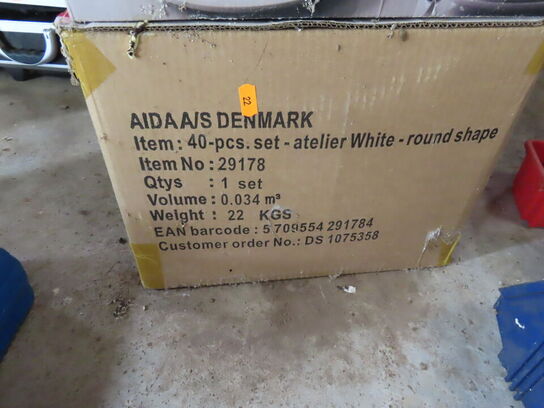 22
AIDA A/S DENMARK
Item : 40-pcs. set - atelier White - round shape
Item No : 29178
Qtys : 1 set
Volume : 0.034 m³
Weight : 22 KGS
EAN barcode : 5 709554 291784
Customer order No.: DS 1075358